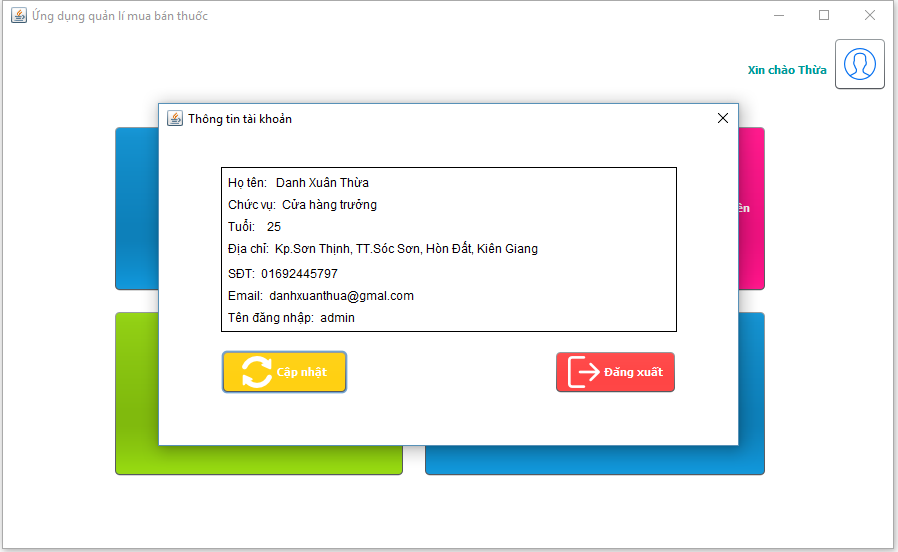 Ứng dụng quản lí mua bán thuốc
Xin chào Thừa
Thông tin tài khoản
Họ tên: Danh Xuân Thừa
Chức vụ: Cửa hàng trưởng
Tuổi: 25
Địa chỉ: Kp.Sơn Thịnh, TT.Sóc Sơn, Hòn Đất, Kiên Giang
SĐT: 01692445797
Email: danhxuanthua@gmal.com
Tên đăng nhập: admin
Cập nhật
Đăng xuất